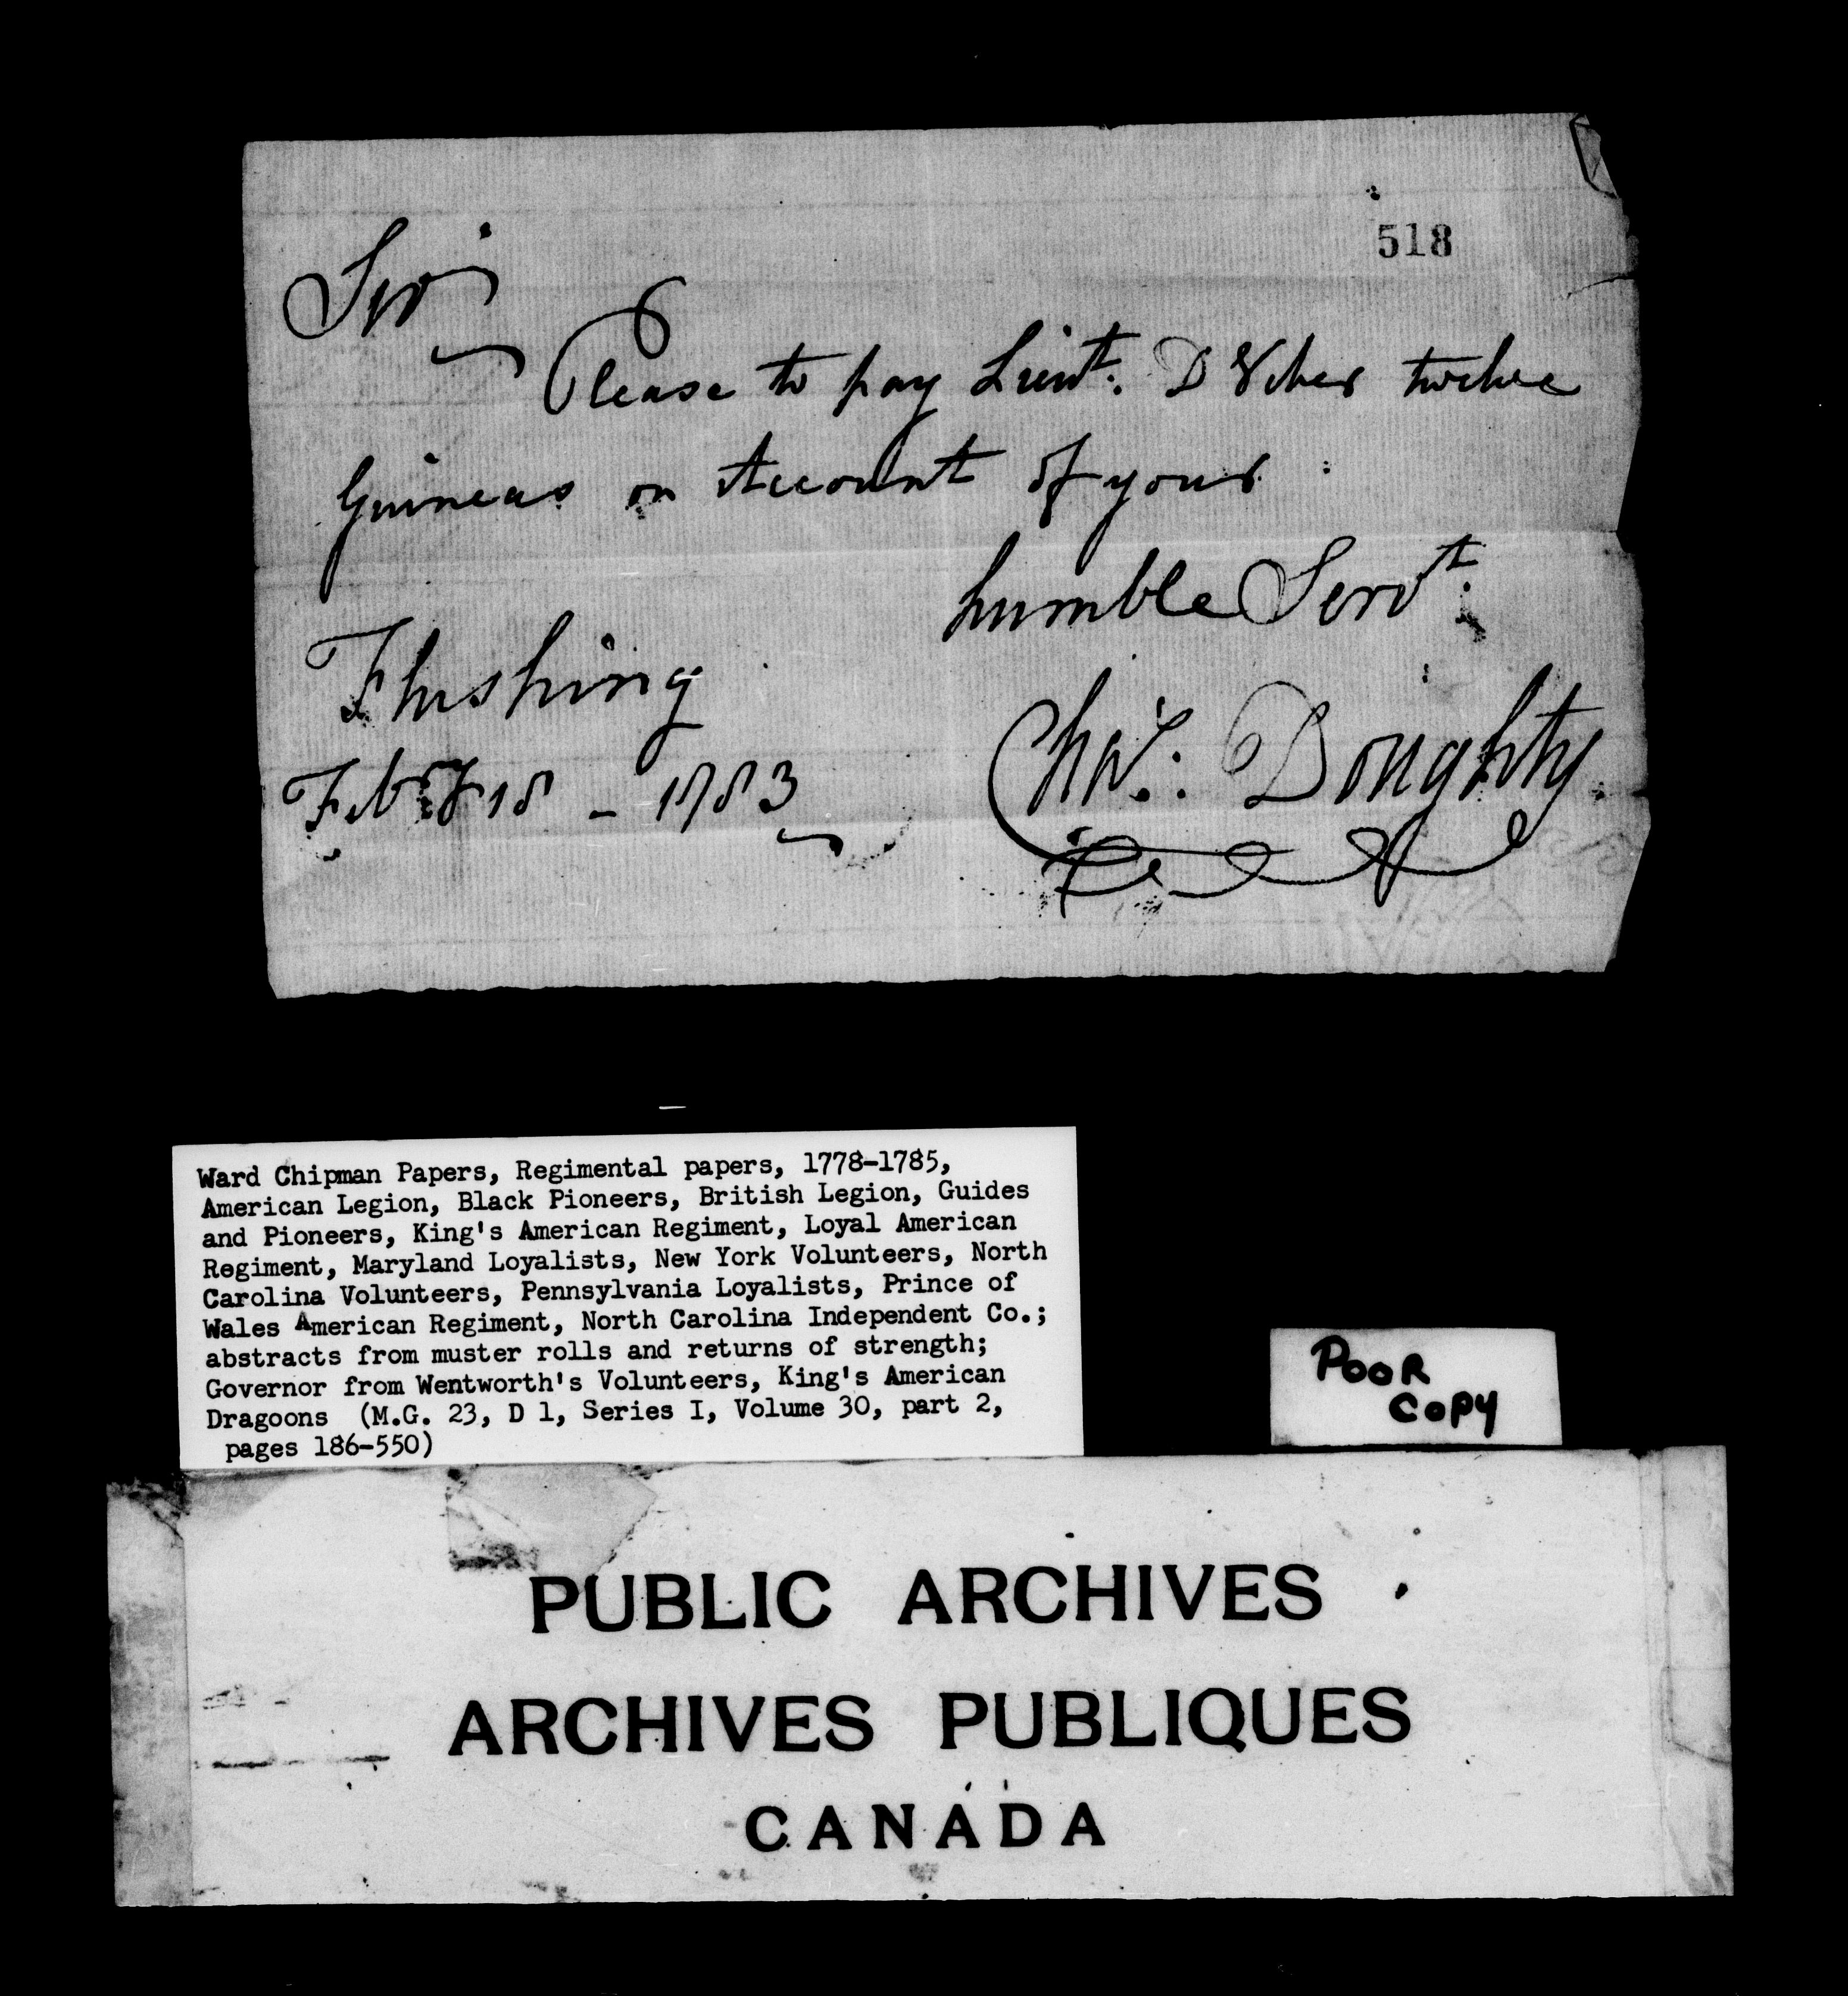 518
Sir
Please to pay Lieut. D twelve
Guineas on Account of your
humble Servt.
Flushing
Febry 18 - 1783
Chas. Doughty
Ward Chipman Papers, Regimental papers, 1778-1785,
American Legion, Black Pioneers, British Legion, Guides
and Pioneers, King's American Regiment, Loyal American
Regiment, Maryland Loyalists, New York Volunteers, North
Carolina Volunteers, Pennsylvania Loyalists, Prince of
Wales American Regiment, North Carolina Independent Co.;
abstracts from muster rolls and returns of strength;
Governor from Wentworth's Volunteers, King's American
Dragoons (M.G. 23, D 1, Series I, Volume 30, part 2,
pages 186-550)
POOR
COPY
PUBLIC ARCHIVES
ARCHIVES PUBLIQUES
CANADA